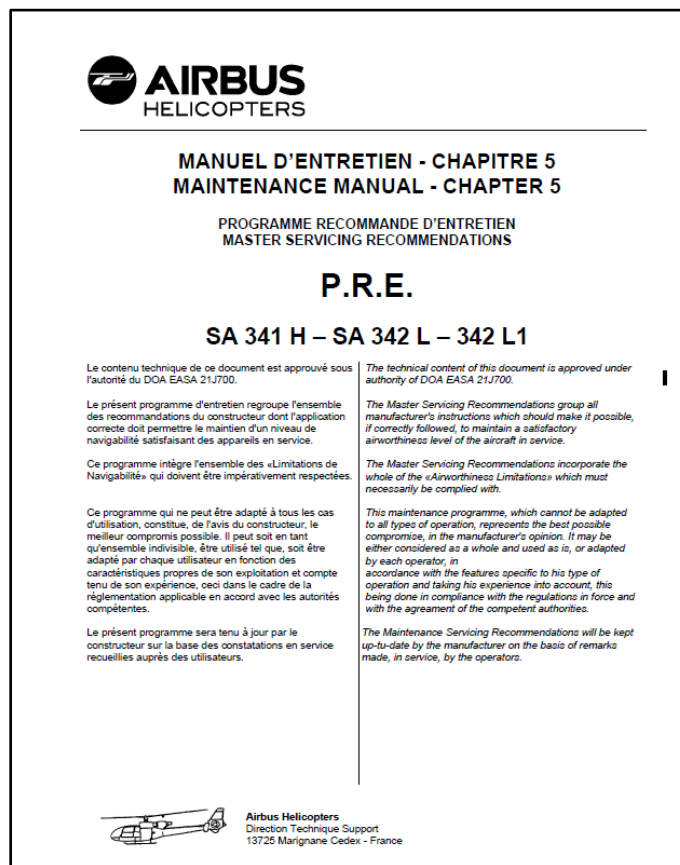 AIRBUS
HELICOPTERS
MANUEL D'ENTRETIEN - CHAPITRE 5
MAINTENANCE MANUAL - CHAPTER 5
PROGRAMME RECOMMANDE D'ENTRETIEN
MASTER SERVICING RECOMMENDATIONS
P.R.E.
SA 341 H – SA 342 L – 342 L1
Le contenu technique de ce document est approuvé sous
l'autorité du DOA EASA 21J700.
Le présent programme d'entretien regroupe l'ensemble
des recommandations du constructeur dont l'application
correcte doit permettre le maintien d'un niveau de
navigabilité satisfaisant des appareils en service.
Ce programme intègre l'ensemble des «Limitations de
Navigabilité» qui doivent être impérativement respectées.
Ce programme qui ne peut être adapté à tous les cas
d'utilisation, constitue, de l'avis du constructeur, le
meilleur compromis possible. Il peut soit en tant
qu'ensemble indivisible, être utilisé tel que, soit être
adapté par chaque utilisateur en fonction des
caractéristiques propres de son exploitation et compte
tenu de son expérience, ceci dans le cadre de la
réglementation applicable en accord avec les autorités
compétentes.
Le présent programme sera tenu à jour par le
constructeur sur la base des constatations en service
recueillies auprès des utilisateurs.
The technical content of this document is approved under
authority of DOA EASA 21J700.
The Master Servicing Recommendations group all
manufacturer's instructions which should make it possible,
if correctly followed, to maintain a satisfactory
airworthiness level of the aircraft in service.
The Master Servicing Recommendations incorporate the
whole of the «Airworthiness Limitations» which must
necessarily be complied with.
This maintenance programme, which cannot be adapted
to all types of operation, represents the best possible
compromise, in the manufacturer's opinion. It may be
either considered as a whole and used as is, or adapted
by each operator, in
accordance with the features specific to his type of
operation and taking his experience into account, this
being done in compliance with the regulations in force and
with the agreament of the competent authorities.
The Maintenance Servicing Recommendations will be kept
up-to-date by the manufacturer on the basis of remarks
made, in service, by the operators.
Airbus Helicopters
Direction Technique Support
13725 Marignane Cedex - France